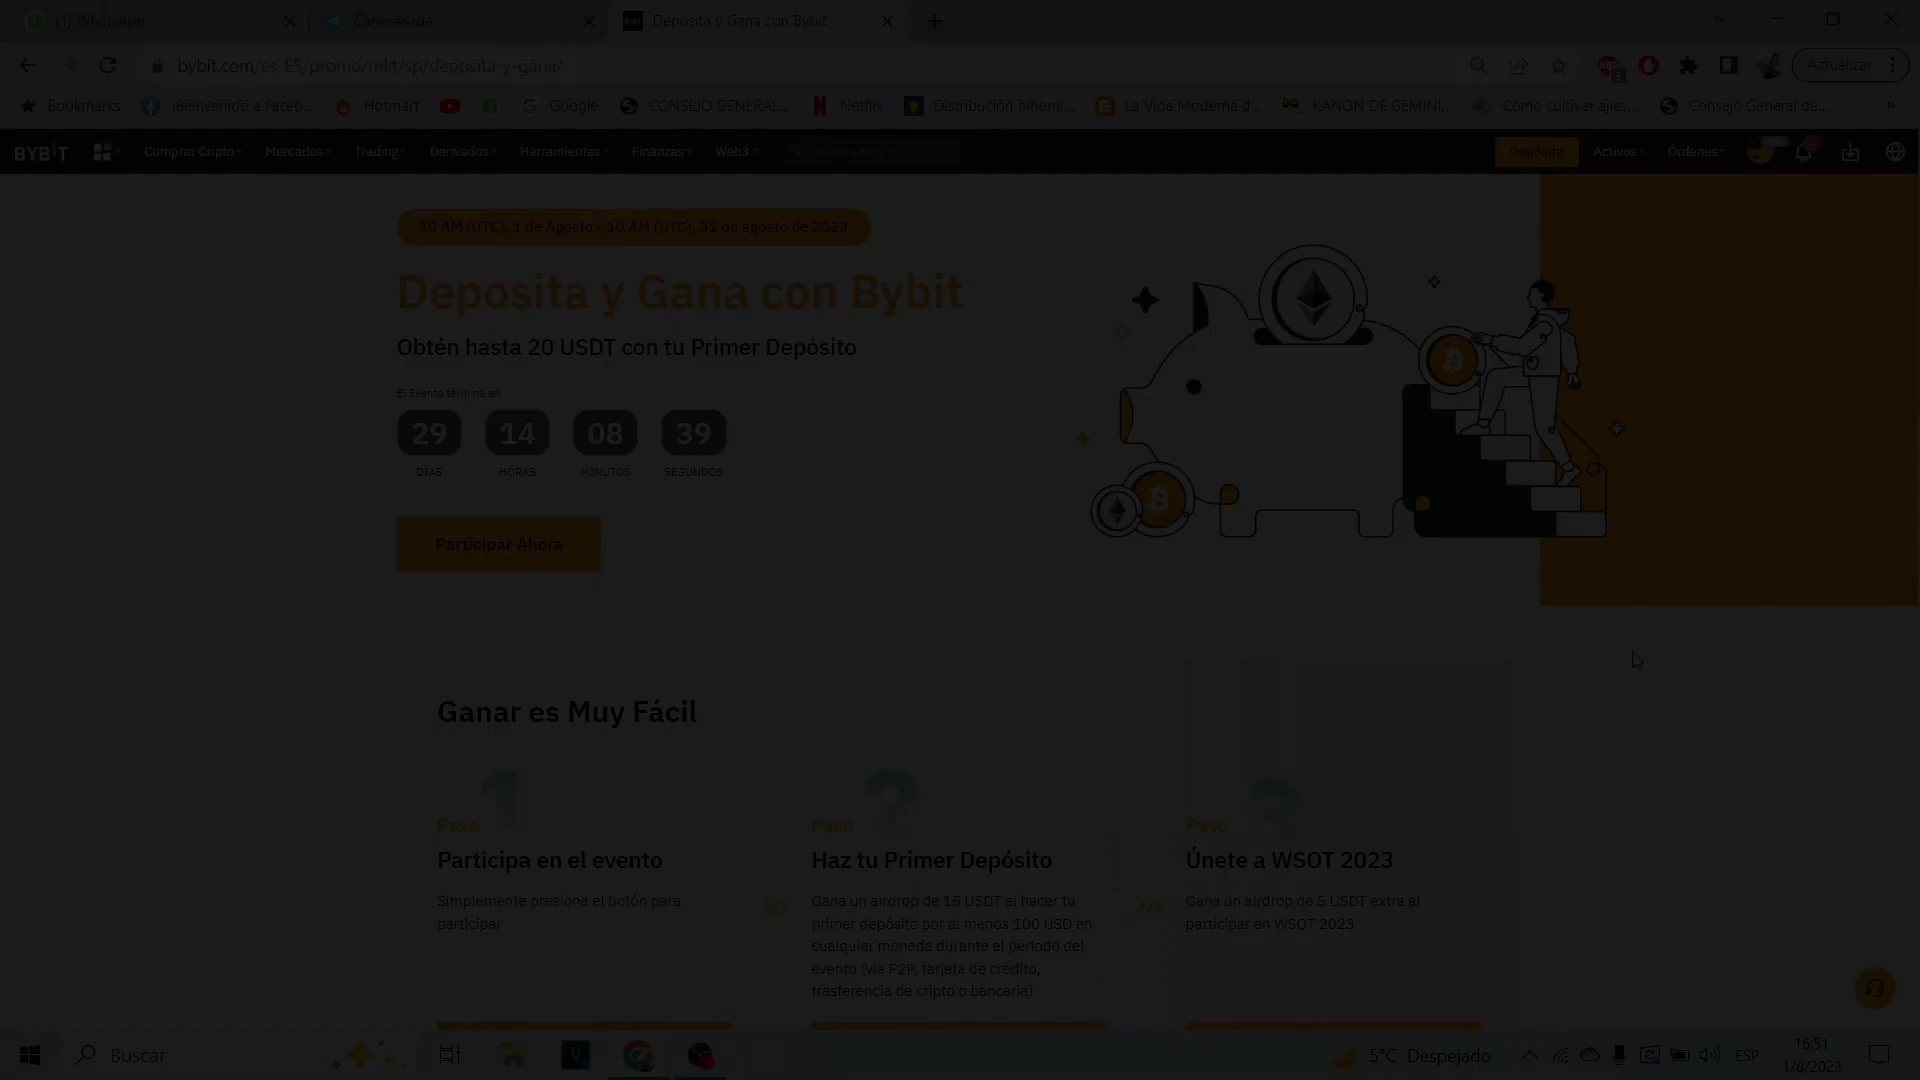 (1) WhatsApp
CarneAsada
Deposita y Gana con Bybit
bybit.com/es-ES/promo/mkt/sp/deposita-y-gana/
Actualizar
Bookmarks
¡Bienvenido a Faceb...
Hotmart
Google
CONSEJO GENERAL...
Netflix
Distribución binomi...
La Vida Moderna d...
KANON DE GEMINI...
Cómo cultivar ajíes...
Consejo General de...
»
BYBIT
Comprar Cripto
Mercados
Trading
Derivados
Herramientas
Finanzas
Web3
Depósito
Activos
Órdenes
10 AM (UTC), 1 de Agosto - 10 AM (UTC), 31 de agosto de 2023
Deposita y Gana con Bybit
Obtén hasta 20 USDT con tu Primer Depósito
El Evento termina en
29 14 08 39
DÍAS HORAS MINUTOS SEGUNDOS
Participar Ahora
Ganar es Muy Fácil
Paso 1
Participa en el evento
Simplemente presiona el botón para
participar
Paso 2
Haz tu Primer Depósito
Gana un airdrop de 15 USDT al hacer tu
primer depósito por al menos 100 USD en
cualquier moneda durante el periodo del
evento (vía P2P, tarjeta de crédito,
trasferencia de cripto o bancaria)
Paso 3
Únete a WSOT 2023
Gana un airdrop de 5 USDT extra al
participar en WSOT 2023
Buscar
5°C Despejado
ESP
16:51
1/8/2023